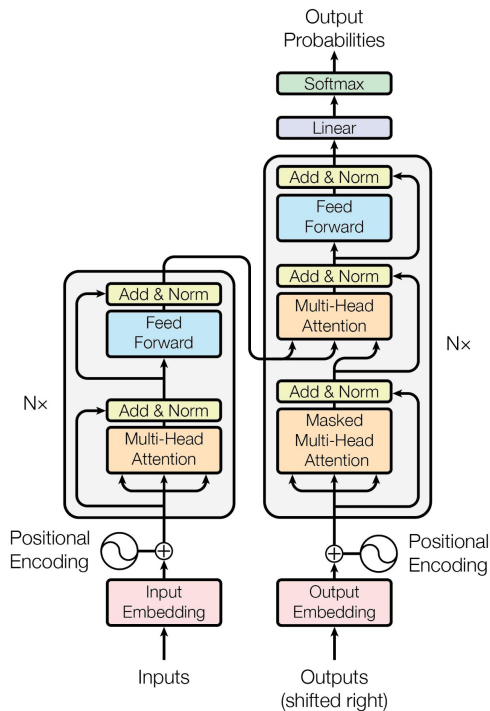 Output
Probabilities
Softmax
Linear
Add & Norm
Feed
Forward
Add & Norm
Multi-Head
Attention
Add & Norm
Masked
Multi-Head
Attention
N×
Add & Norm
Feed
Forward
Add & Norm
Multi-Head
Attention
N×
Positional
Encoding
Positional
Encoding
Input
Embedding
Output
Embedding
Inputs
Outputs
(shifted right)